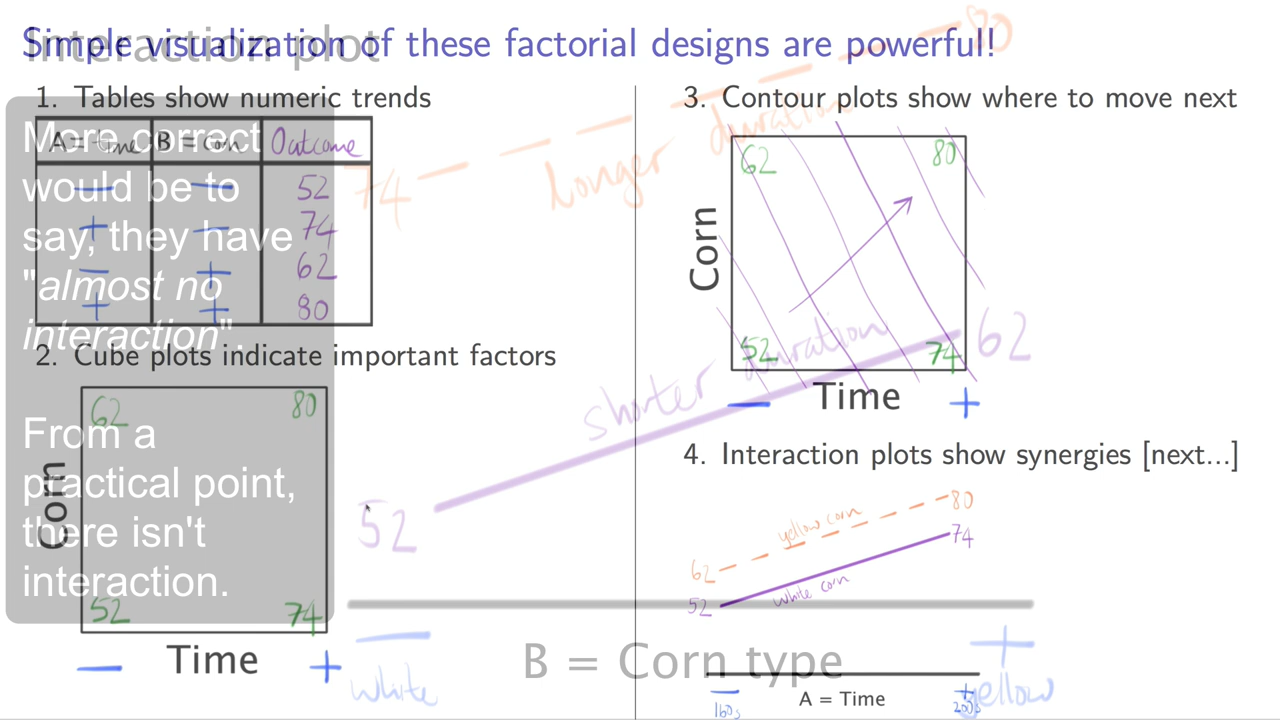 Simple visualization of these factorial designs are powerful!
Interaction plot
1. Tables show numeric trends
A = time B = corn Outcome
— — 52
+ — 74
— + 62
+ + 80
More correct
would be to
say, they have
"almost no
interaction".
From a
practical point,
there isn't
interaction.
2. Cube plots indicate important factors
62 80
Corn
52 74
— Time +
3. Contour plots show where to move next
62 80
Corn
52 74
— Time +
4. Interaction plots show synergies [next...]
yellow corn
62 80
white corn
52 74
— +
160s A = Time 200s
74 Longer duration 80
52 shorter duration 62
— +
white B = Corn type yellow